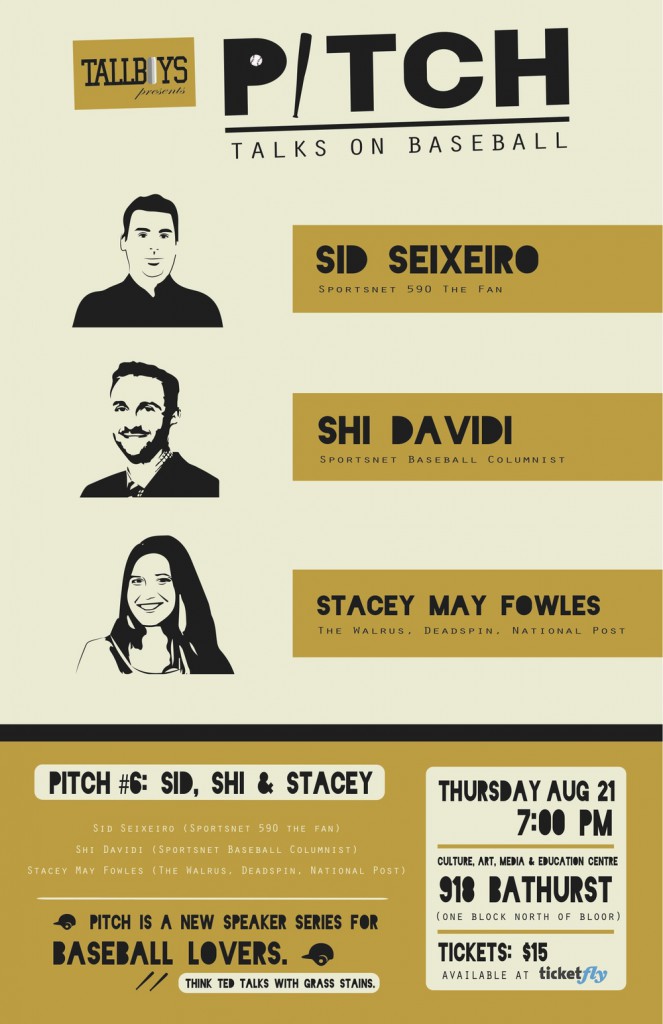 TALLBOYS
presents
PITCH
TALKS ON BASEBALL
SID SEIXEIRO
SPORTSNET 590 THE FAN
SHI DAVIDI
SPORTSNET BASEBALL COLUMNIST
STACEY MAY FOWLES
THE WALRUS, DEADSPIN, NATIONAL POST
PITCH #6: SID, SHI & STACEY
SID SEIXEIRO (SPORTSNET 590 THE FAN)
SHI DAVIDI (SPORTSNET BASEBALL COLUMNIST)
STACEY MAY FOWLES (THE WALRUS, DEADSPIN, NATIONAL POST)
PITCH IS A NEW SPEAKER SERIES FOR
BASEBALL LOVERS.
THINK TED TALKS WITH GRASS STAINS.
THURSDAY AUG 21
7:00 PM
CULTURE, ART, MEDIA & EDUCATION CENTRE
918 BATHURST
(ONE BLOCK NORTH OF BLOOR)
TICKETS: $15
AVAILABLE AT ticketfly